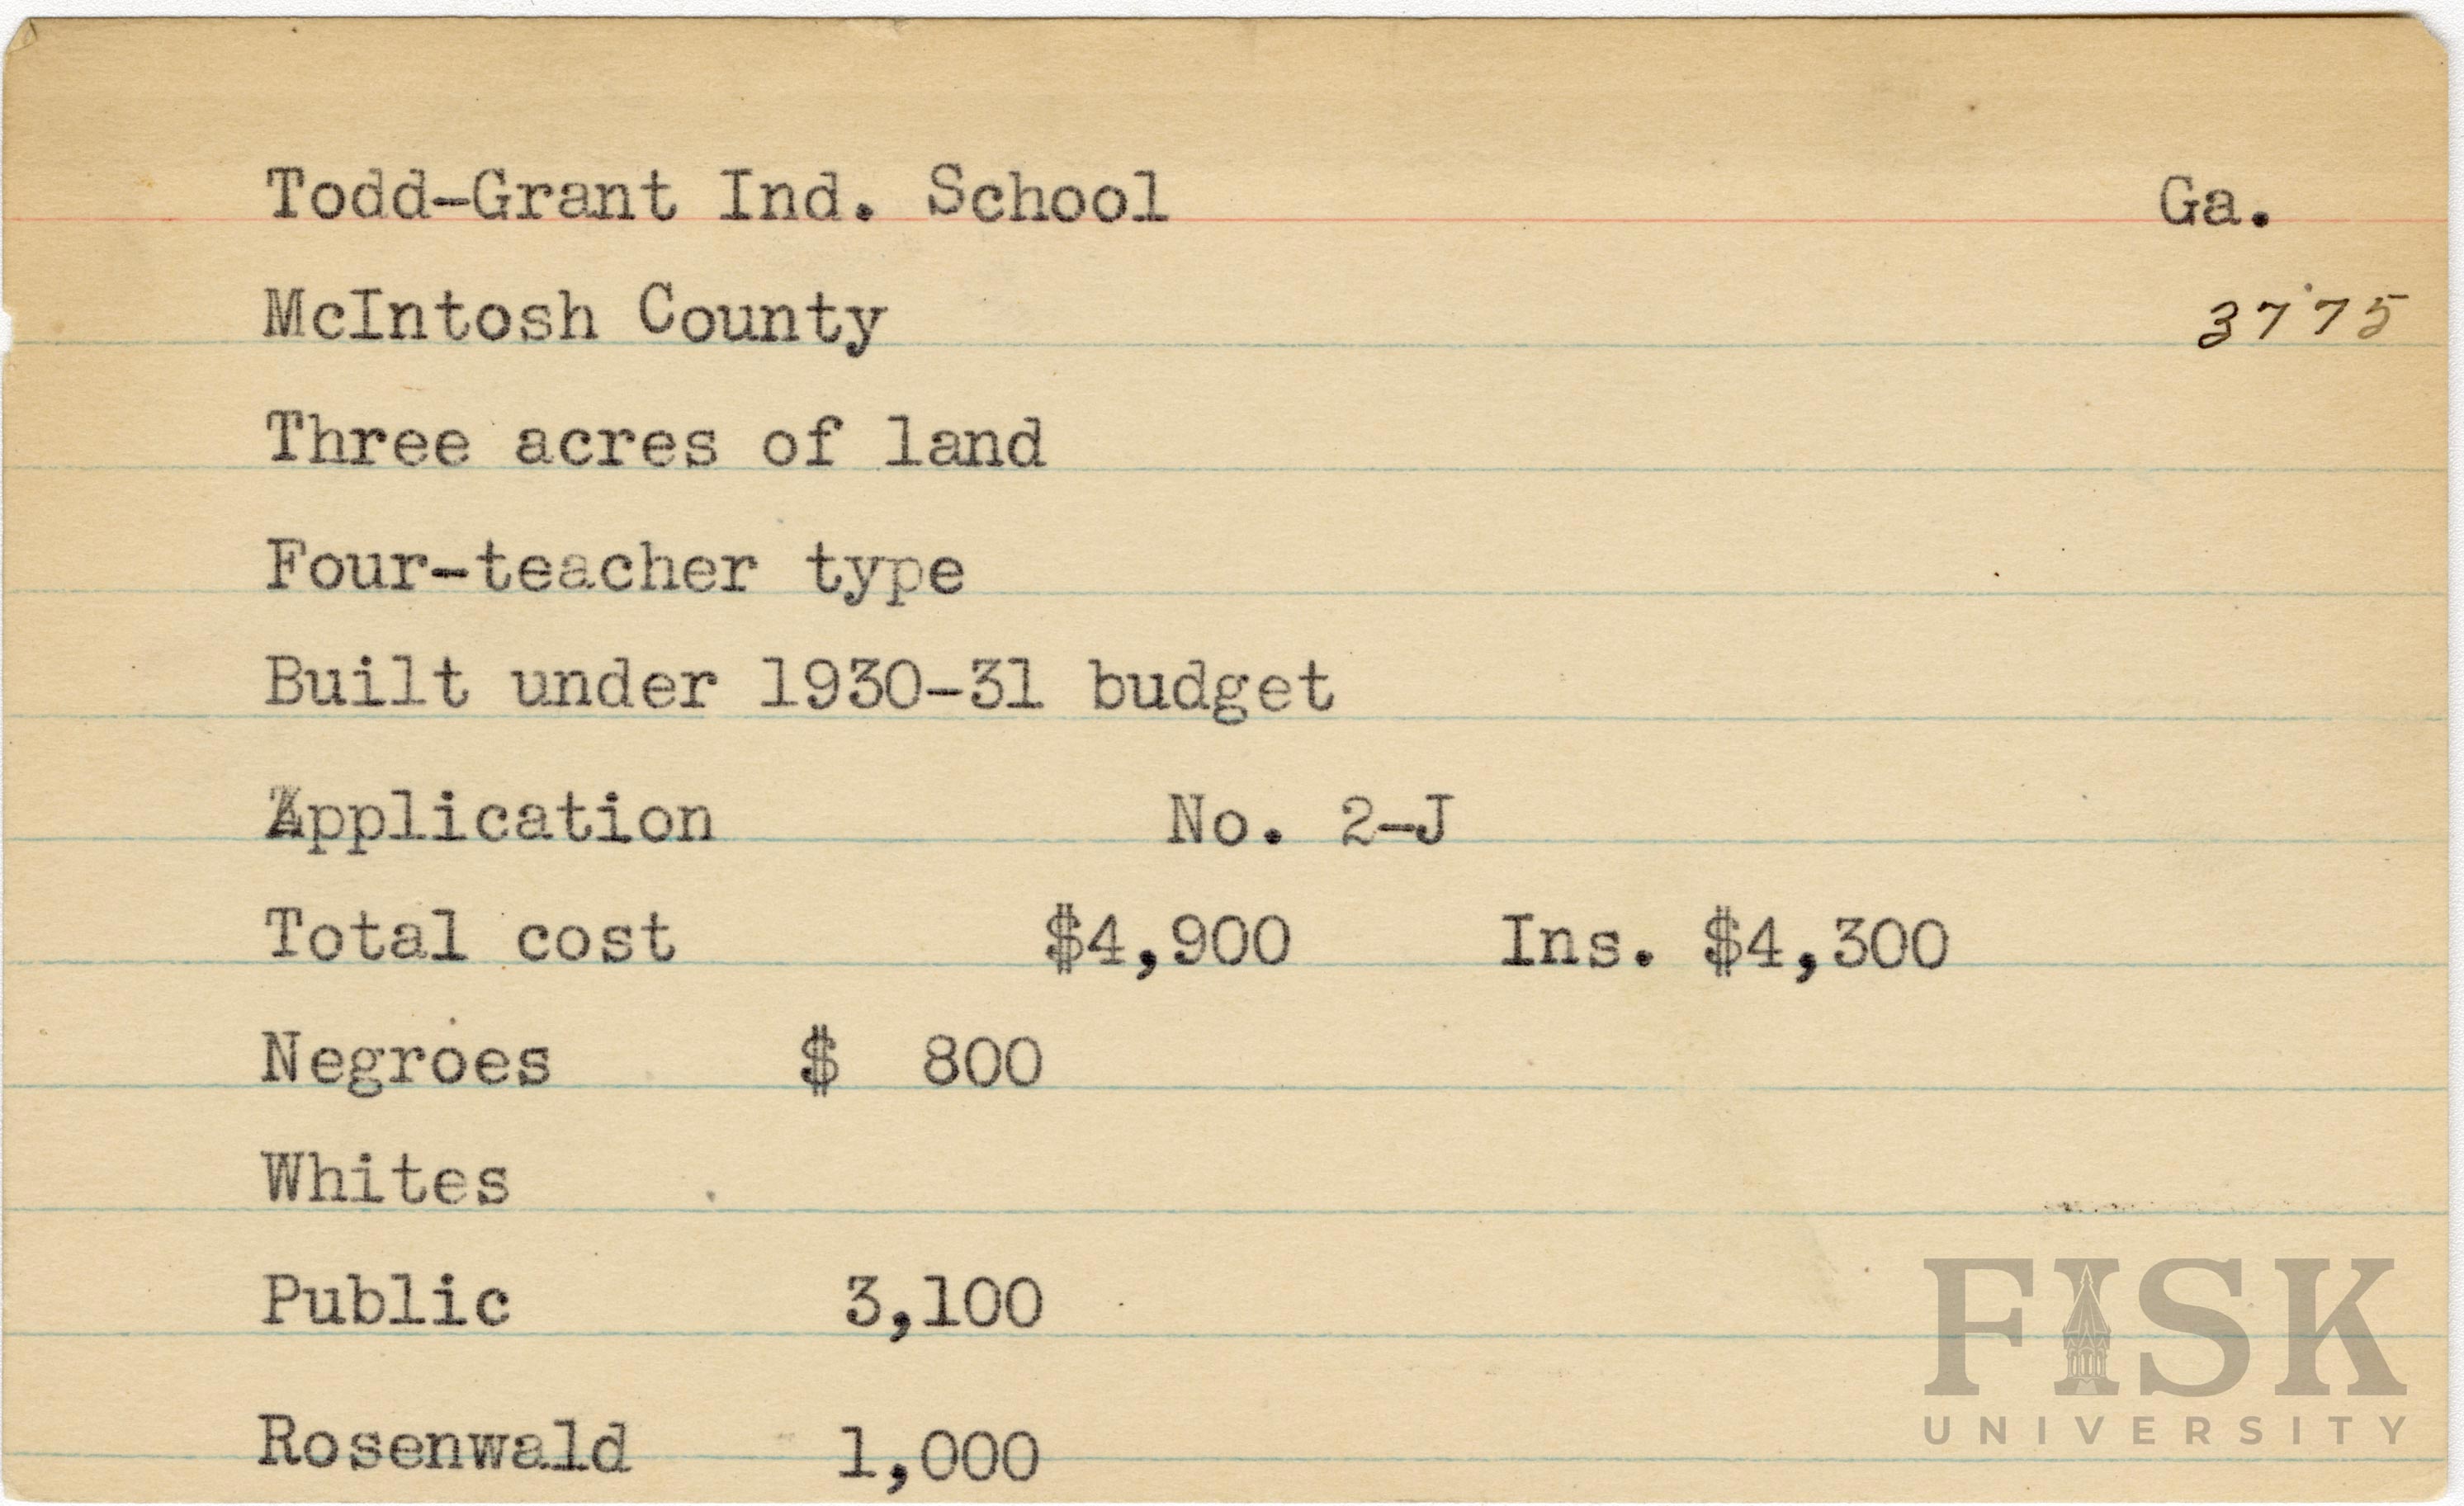 Todd-Grant Ind. School Ga.
McIntosh County 3775
Three acres of land
Four-teacher type
Built under 1930-31 budget
Application No. 2-J
Total cost $4,900 Ins. $4,300
Negroes $ 800
Whites
Public 3,100
Rosenwald 1,000
FISK
UNIVERSITY